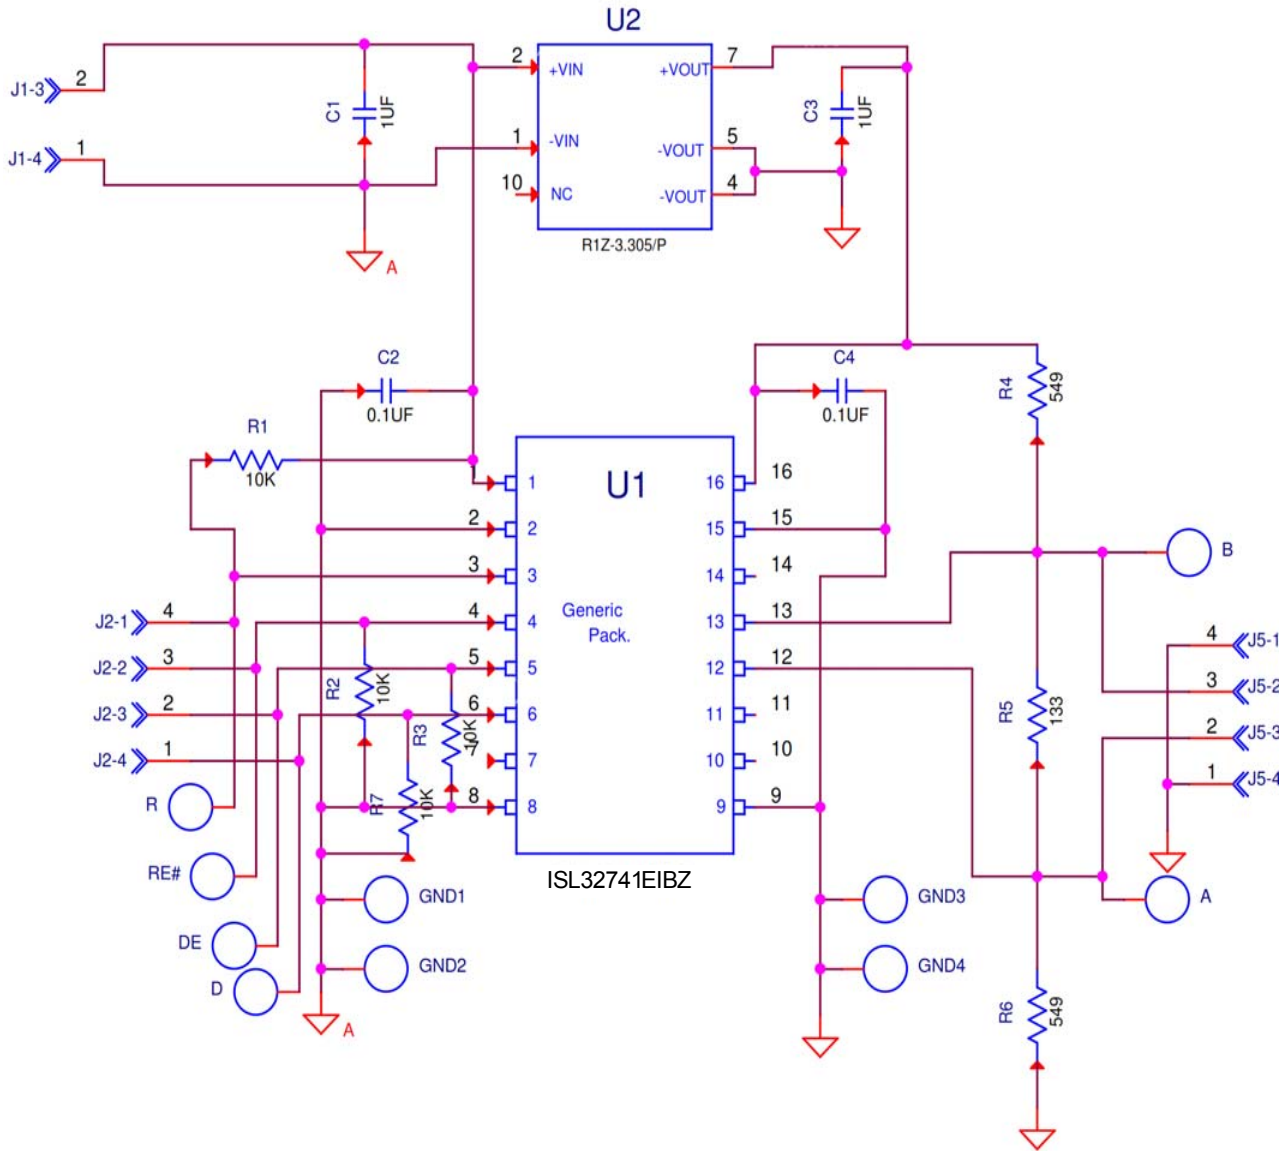 U2
J1-3 2
J1-4 1
C1 1UF
2 +VIN
1 -VIN
10 NC
+VOUT 7
-VOUT 5
-VOUT 4
R1Z-3.305/P
C3 1UF
A
C2
0.1UF
C4
0.1UF
R4 549
R1
10K
U1
Generic
Pack.
1
2 2
3 3
4 4
5 5
6 6
7 7
8 8
16 16
15 15
14 14
13 13
12 12
11 11
10 10
9 9
ISL32741EIBZ
J2-1 4
J2-2 3
J2-3 2
J2-4 1
R2 10K
R3 10K
R7 10K
R
RE#
DE
D
GND1
GND2
A
GND3
GND4
R5 133
R6 549
B
A
4 J5-1
3 J5-2
2 J5-3
1 J5-4